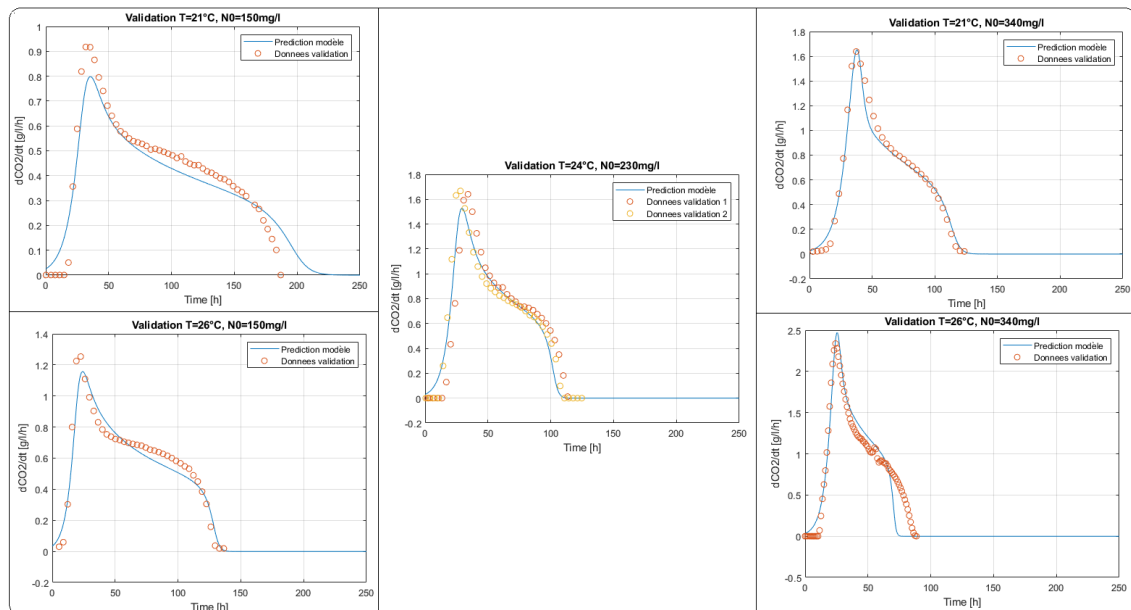 Validation T=21°C, N0=150mg/l
1
0.9
0.8
0.7
0.6
0.5
0.4
0.3
0.2
0.1
0
dCO2/dt [g/l/h]
Prediction modèle
Donnees validation
0 50 100 150 200 250
Time [h]
Validation T=26°C, N0=150mg/l
1.4
1.2
1
0.8
0.6
0.4
0.2
0
-0.2
dCO2/dt [g/l/h]
Prediction modèle
Donnees validation
0 50 100 150 200 250
Time [h]
Validation T=24°C, N0=230mg/l
1.8
1.6
1.4
1.2
1
0.8
0.6
0.4
0.2
0
-0.2
dCO2/dt [g/l/h]
Prediction modèle
Donnees validation 1
Donnees validation 2
0 50 100 150 200 250
Time [h]
Validation T=21°C, N0=340mg/l
1.8
1.6
1.4
1.2
1
0.8
0.6
0.4
0.2
0
-0.2
dCO2/dt [g/l/h]
Prediction modèle
Donnees validation
0 50 100 150 200 250
Time [h]
Validation T=26°C, N0=340mg/l
2.5
2
1.5
1
0.5
0
-0.5
dCO2/dt [g/l/h]
Prediction modèle
Donnees validation
0 50 100 150 200 250
Time [h]